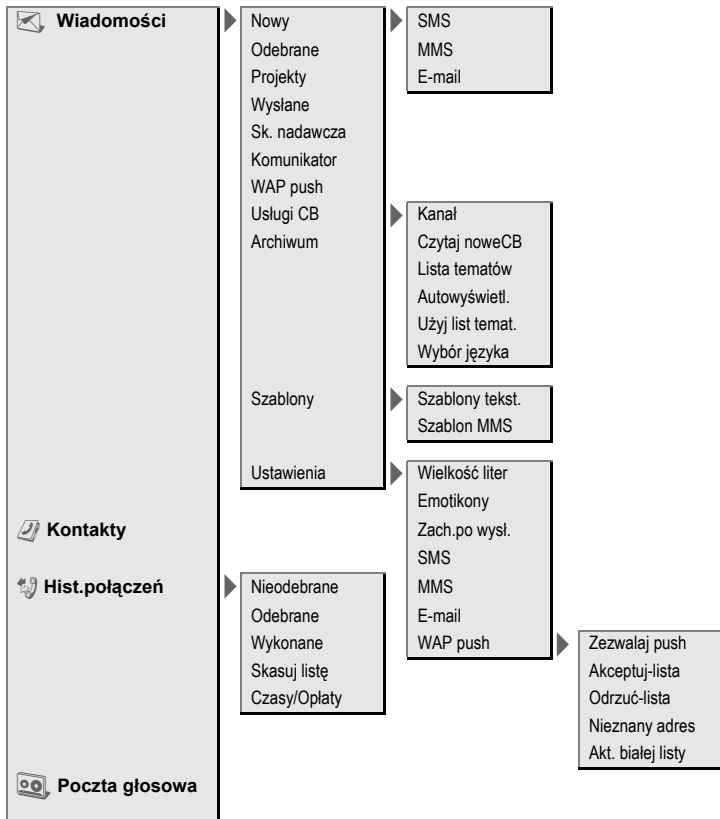 Wiadomości
Nowy
Odebrane
Projekty
Wysłane
Sk. nadawcza
Komunikator
WAP push
Usługi CB
Archiwum
Szablony
Ustawienia
SMS
MMS
E-mail
Kanał
Czytaj noweCB
Lista tematów
Autowyświetl.
Użyj list temat.
Wybór języka
Szablony tekst.
Szablon MMS
Wielkość liter
Emotikony
Zach.po wysł.
SMS
MMS
E-mail
WAP push
Zezwalaj push
Akceptuj-lista
Odrzuć-lista
Nieznany adres
Akt. białej listy
Kontakty
Hist.połączeń
Nieodebrane
Odebrane
Wykonane
Skasuj listę
Czasy/Opłaty
Poczta głosowa